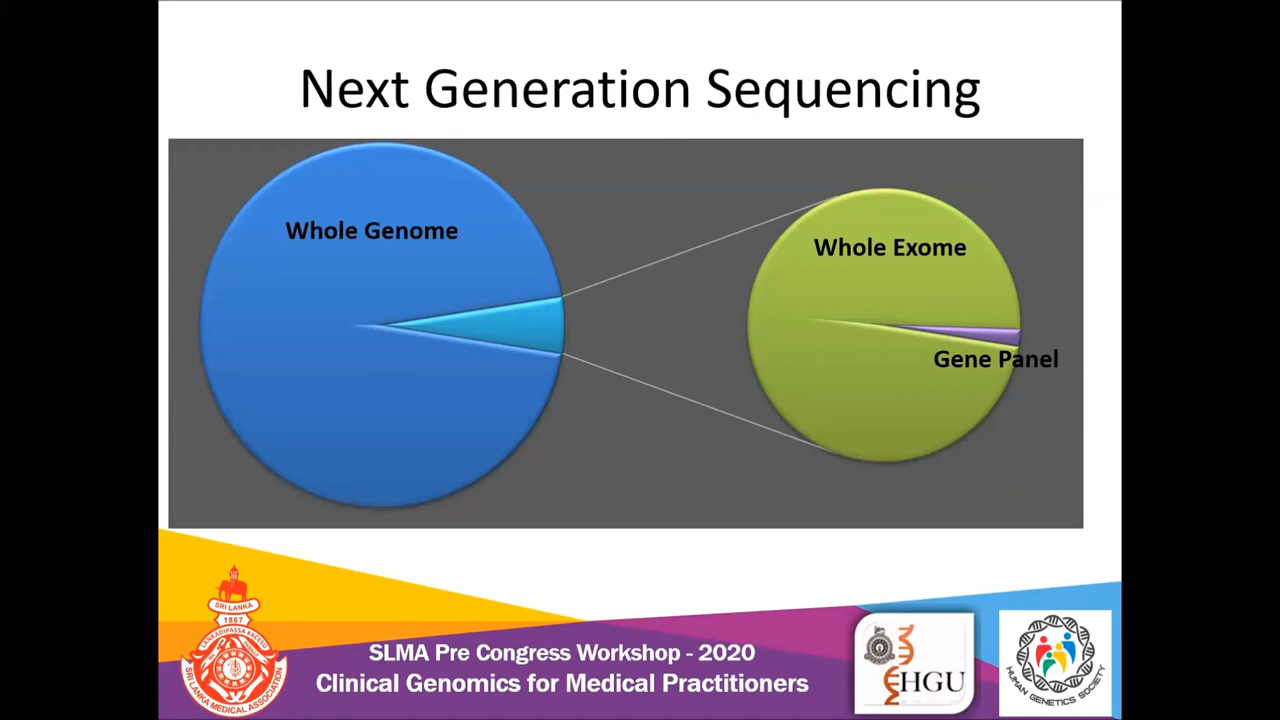 Next Generation Sequencing
Whole Genome
Whole Exome
Gene Panel
SRI LANKA
1887
SRI LANKA MEDICAL ASSOCIATION
SLMA Pre Congress Workshop - 2020
Clinical Genomics for Medical Practitioners
HGU
HUMAN GENETICS SOCIETY